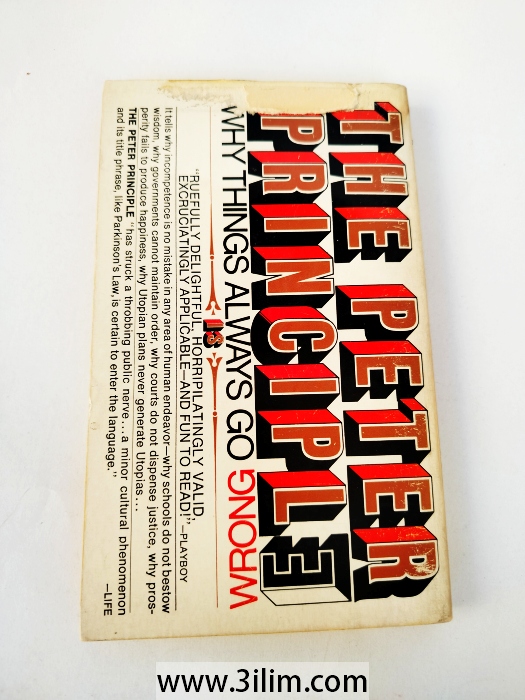 THE PETER
PRINCIPLE
WHY THINGS ALWAYS GO WRONG
IS
"RUEFULLY DELIGHTFUL, HORRIPILATINGLY VALID,
EXCRUCIATINGLY APPLICABLE—AND FUN TO READ!"—PLAYBOY
It tells why incompetence is no mistake in any area of human endeavor—why schools do not bestow
wisdom, why governments cannot maintain order, why courts do not dispense justice, why pros-
perity fails to produce happiness, why Utopian plans never generate Utopias...
THE PETER PRINCIPLE "has struck a throbbing public nerve...a minor cultural phenomenon
and its title phrase, like Parkinson's Law, is certain to enter the language."
—LIFE
www.3ilim.com